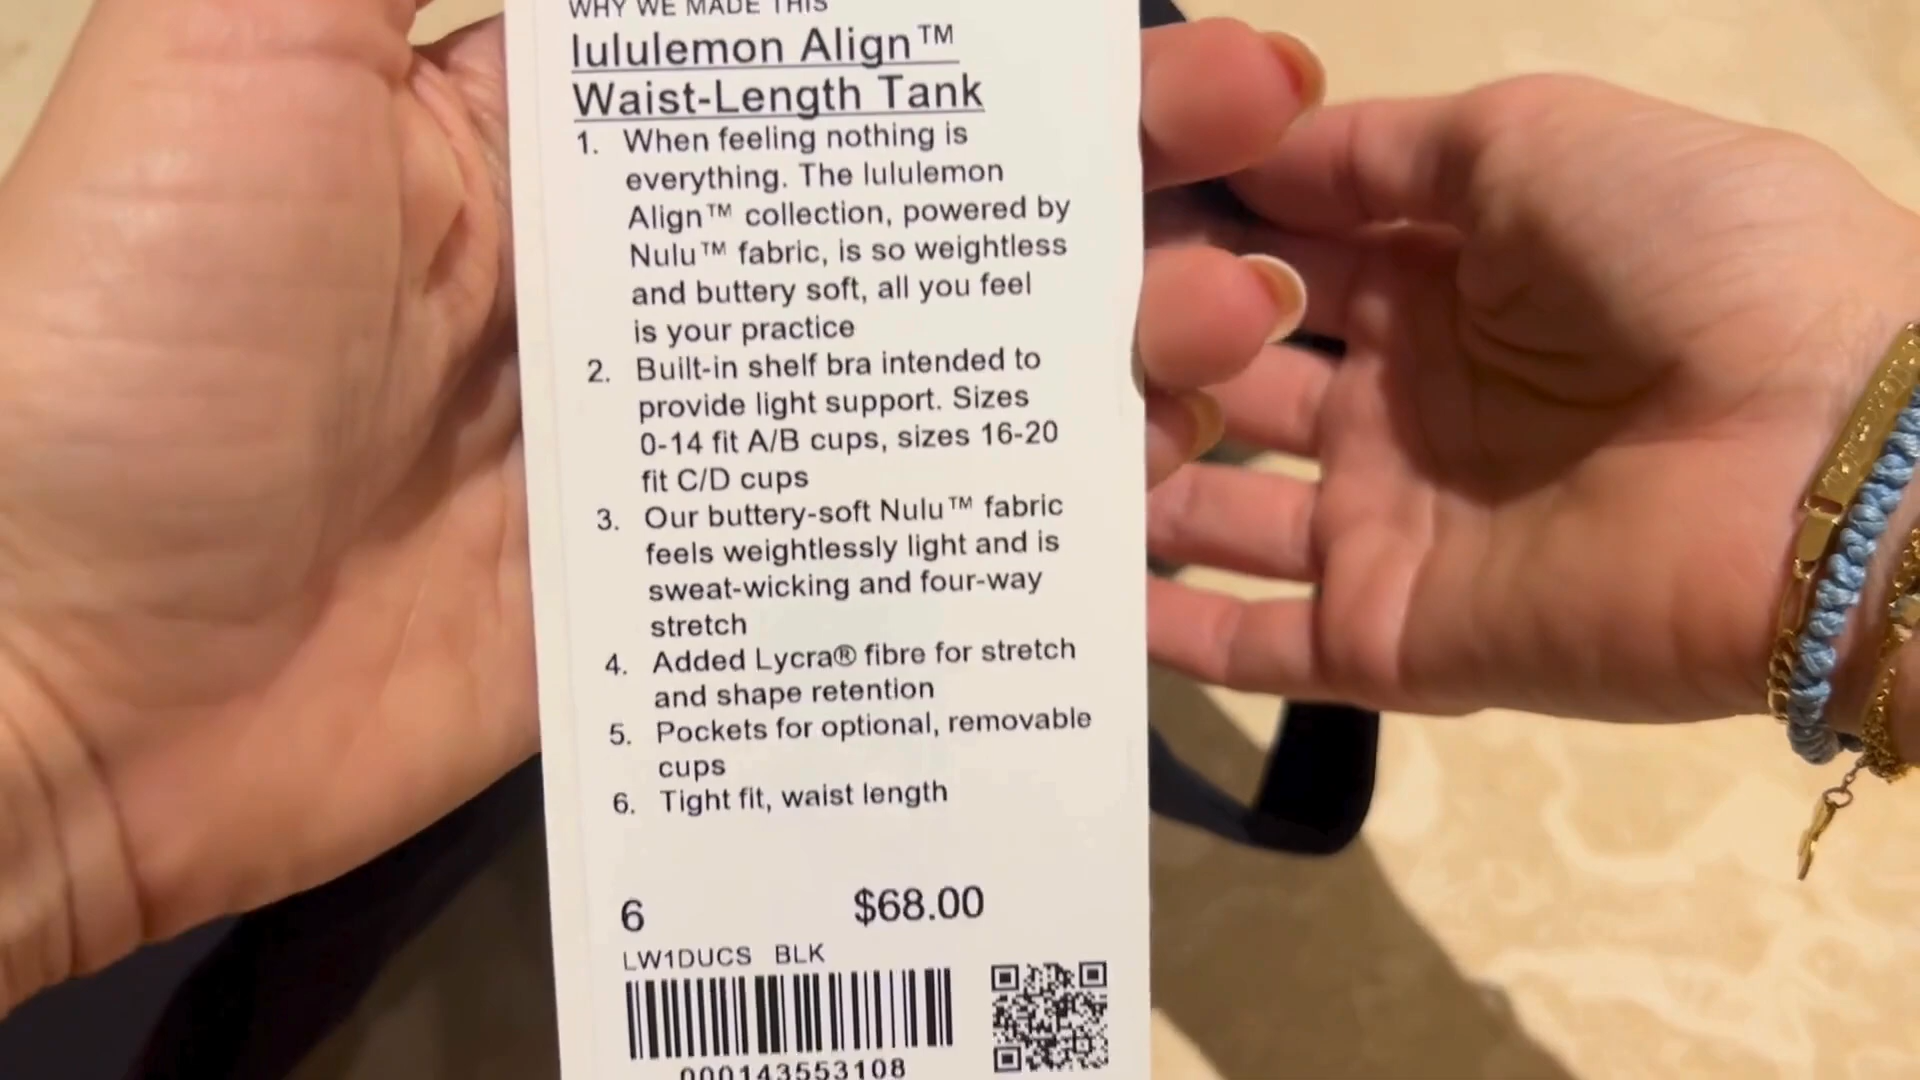 WHY WE MADE THIS
lululemon Align™
Waist-Length Tank
1. When feeling nothing is
everything. The lululemon
Align™ collection, powered by
Nulu™ fabric, is so weightless
and buttery soft, all you feel
is your practice
2. Built-in shelf bra intended to
provide light support. Sizes
0-14 fit A/B cups, sizes 16-20
fit C/D cups
3. Our buttery-soft Nulu™ fabric
feels weightlessly light and is
sweat-wicking and four-way
stretch
4. Added Lycra® fibre for stretch
and shape retention
5. Pockets for optional, removable
cups
6. Tight fit, waist length
6 $68.00
LW1DUCS BLK
000143553108